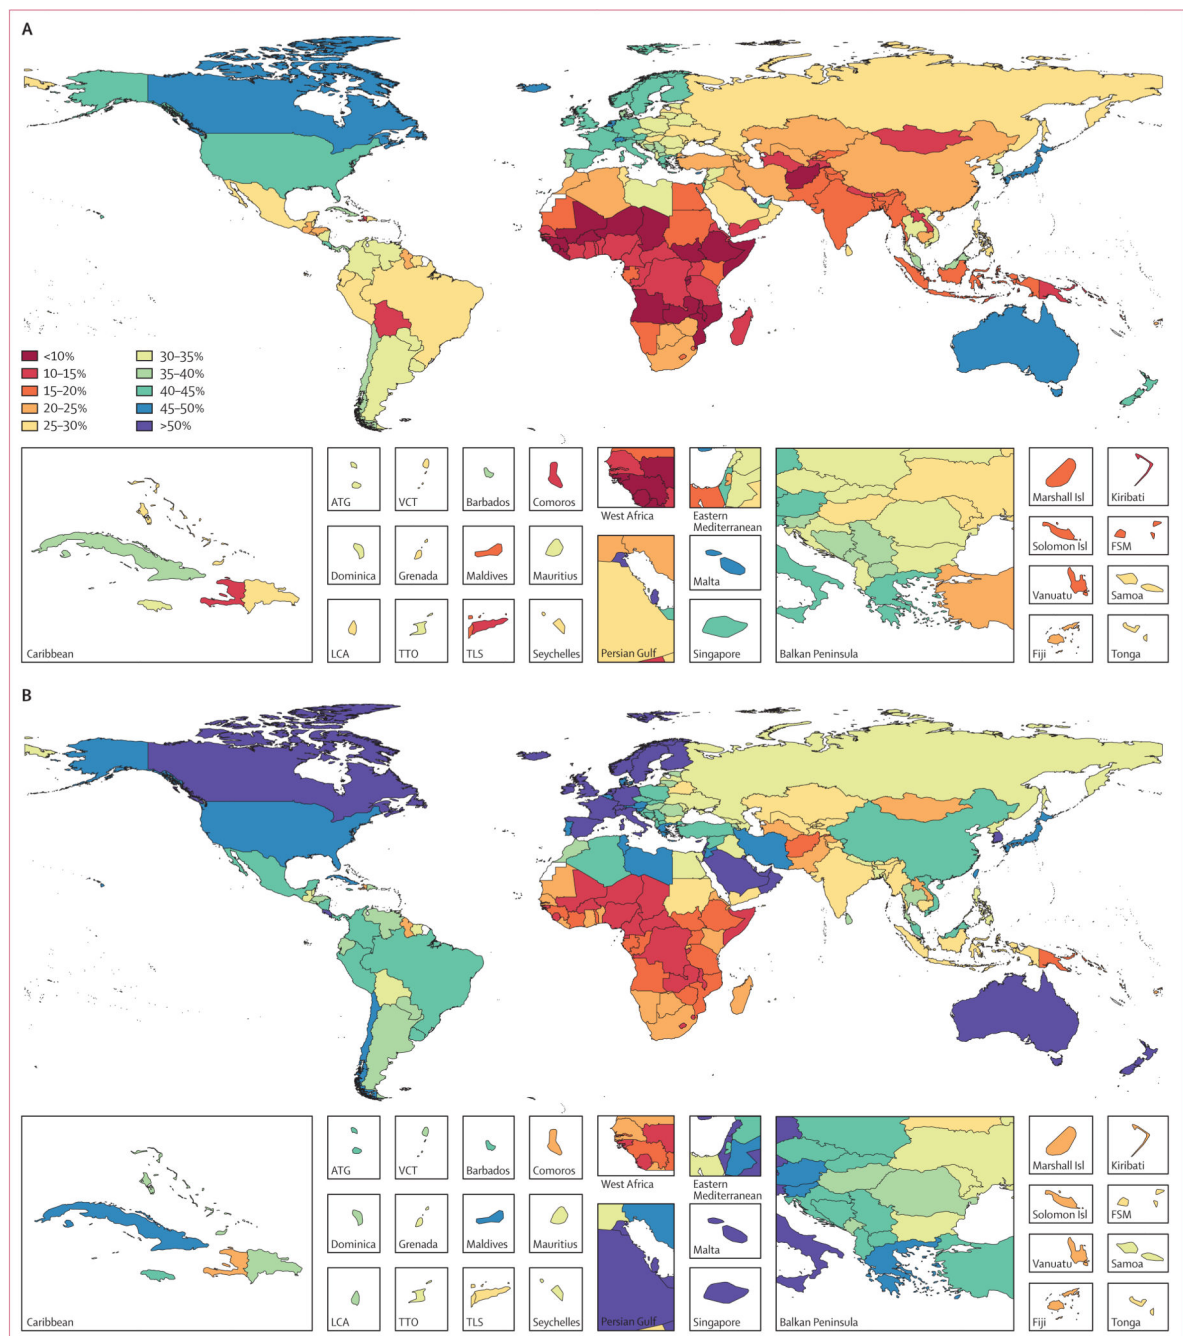 A
<10%
10–15%
15–20%
20–25%
25–30%
30–35%
35–40%
40–45%
45–50%
>50%
Caribbean
ATG
VCT
Barbados
Comoros
Dominica
Grenada
Maldives
Mauritius
LCA
TTO
TLS
Seychelles
West Africa
Eastern
Mediterranean
Persian Gulf
Malta
Singapore
Balkan Peninsula
Marshall Isl
Kiribati
Solomon Isl
FSM
Vanuatu
Samoa
Fiji
Tonga
B
Caribbean
ATG
VCT
Barbados
Comoros
Dominica
Grenada
Maldives
Mauritius
LCA
TTO
TLS
Seychelles
West Africa
Eastern
Mediterranean
Persian Gulf
Malta
Singapore
Balkan Peninsula
Marshall Isl
Kiribati
Solomon Isl
FSM
Vanuatu
Samoa
Fiji
Tonga